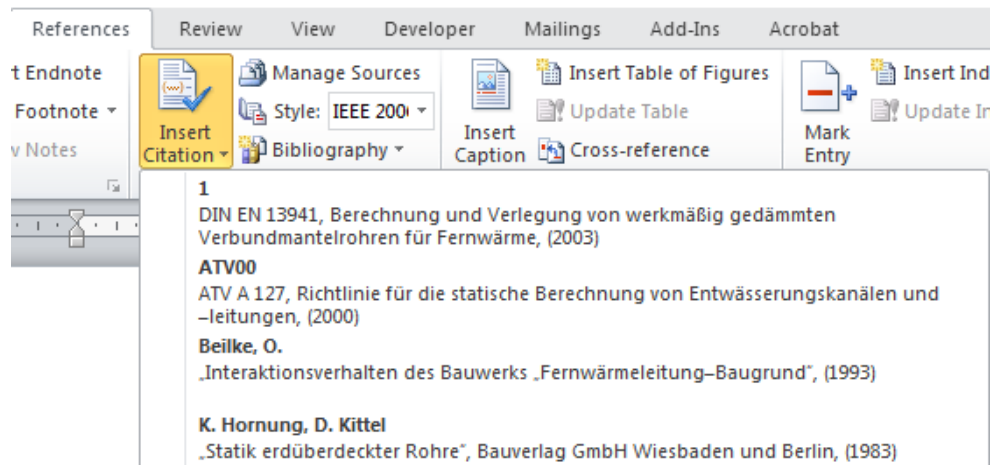 References Review View Developer Mailings Add-Ins Acrobat
t Endnote Manage Sources Insert Table of Figures Insert Ind
Footnote Style: IEEE 200 Update Table Update In
v Notes Insert Citation Bibliography Insert Caption Cross-reference Mark Entry
1
DIN EN 13941, Berechnung und Verlegung von werkmäßig gedämmten
Verbundmantelrohren für Fernwärme, (2003)
ATV00
ATV A 127, Richtlinie für die statische Berechnung von Entwässerungskanälen und
–leitungen, (2000)
Beilke, O.
„Interaktionsverhalten des Bauwerks „Fernwärmeleitung–Baugrund“, (1993)
K. Hornung, D. Kittel
„Statik erdüberdeckter Rohre“, Bauverlag GmbH Wiesbaden und Berlin, (1983)